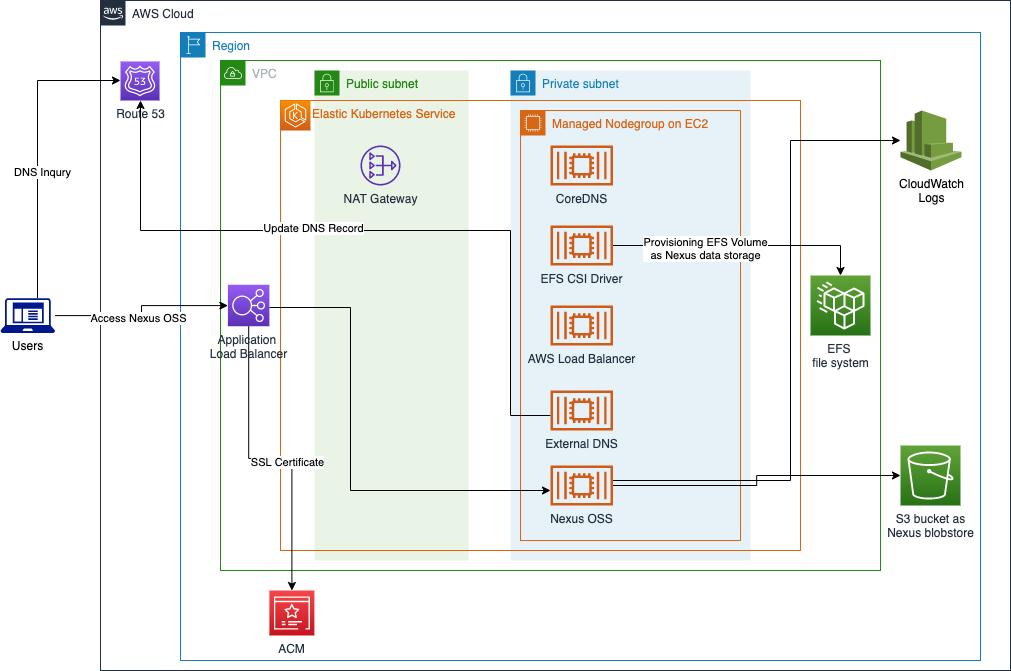 aws
AWS Cloud
Region
VPC
Public subnet
Private subnet
53
Route 53
Elastic Kubernetes Service
Managed Nodegroup on EC2
DNS Inqury
NAT Gateway
CoreDNS
CloudWatch
Logs
Update DNS Record
Provisioning EFS Volume
as Nexus data storage
EFS CSI Driver
Users
Access Nexus OSS
Application
Load Balancer
AWS Load Balancer
EFS
file system
External DNS
SSL Certificate
Nexus OSS
S3 bucket as
Nexus blobstore
ACM